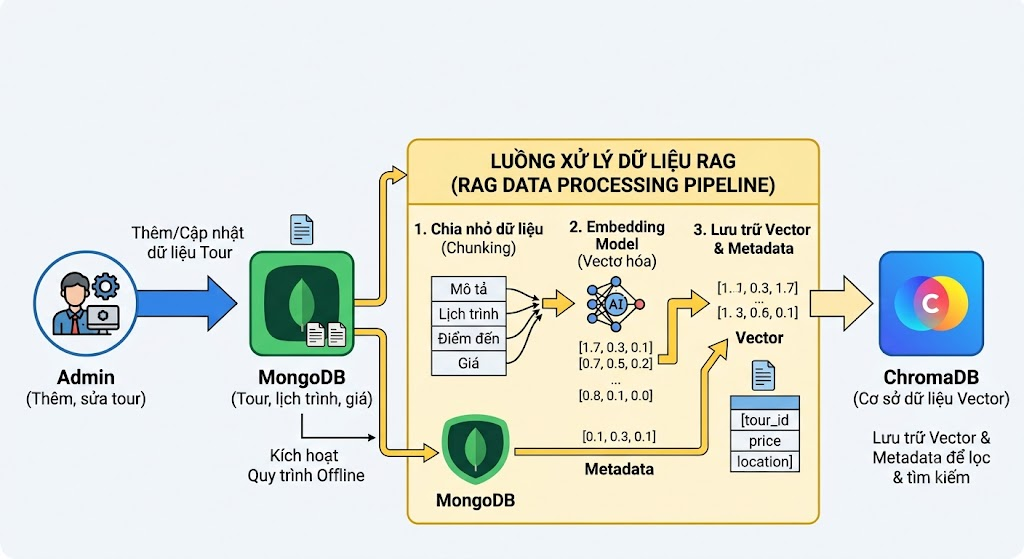 LUỒNG XỬ LÝ DỮ LIỆU RAG
(RAG DATA PROCESSING PIPELINE)
Thêm/Cập nhật
dữ liệu Tour
Admin
(Thêm, sửa tour)
MongoDB
(Tour, lịch trình, giá)
Kích hoạt
Quy trình Offline
1. Chia nhỏ dữ liệu
(Chunking)
Mô tả
Lịch trình
Điểm đến
Giá
2. Embedding
Model
(Vectơ hóa)
AI
[1.7, 0.3, 0.1]
[0.7, 0.5, 0.2]
...
[0.8, 0.1, 0.0]
MongoDB
[0.1, 0.3, 0.1]
Metadata
3. Lưu trữ Vector
& Metadata
[1. 1, 0.3, 1.7]
...
[1. 3, 0.6, 0.1]
Vector
[tour_id
price
location]
C
ChromaDB
(Cơ sở dữ liệu Vector)
Lưu trữ Vector &
Metadata để lọc
& tìm kiếm